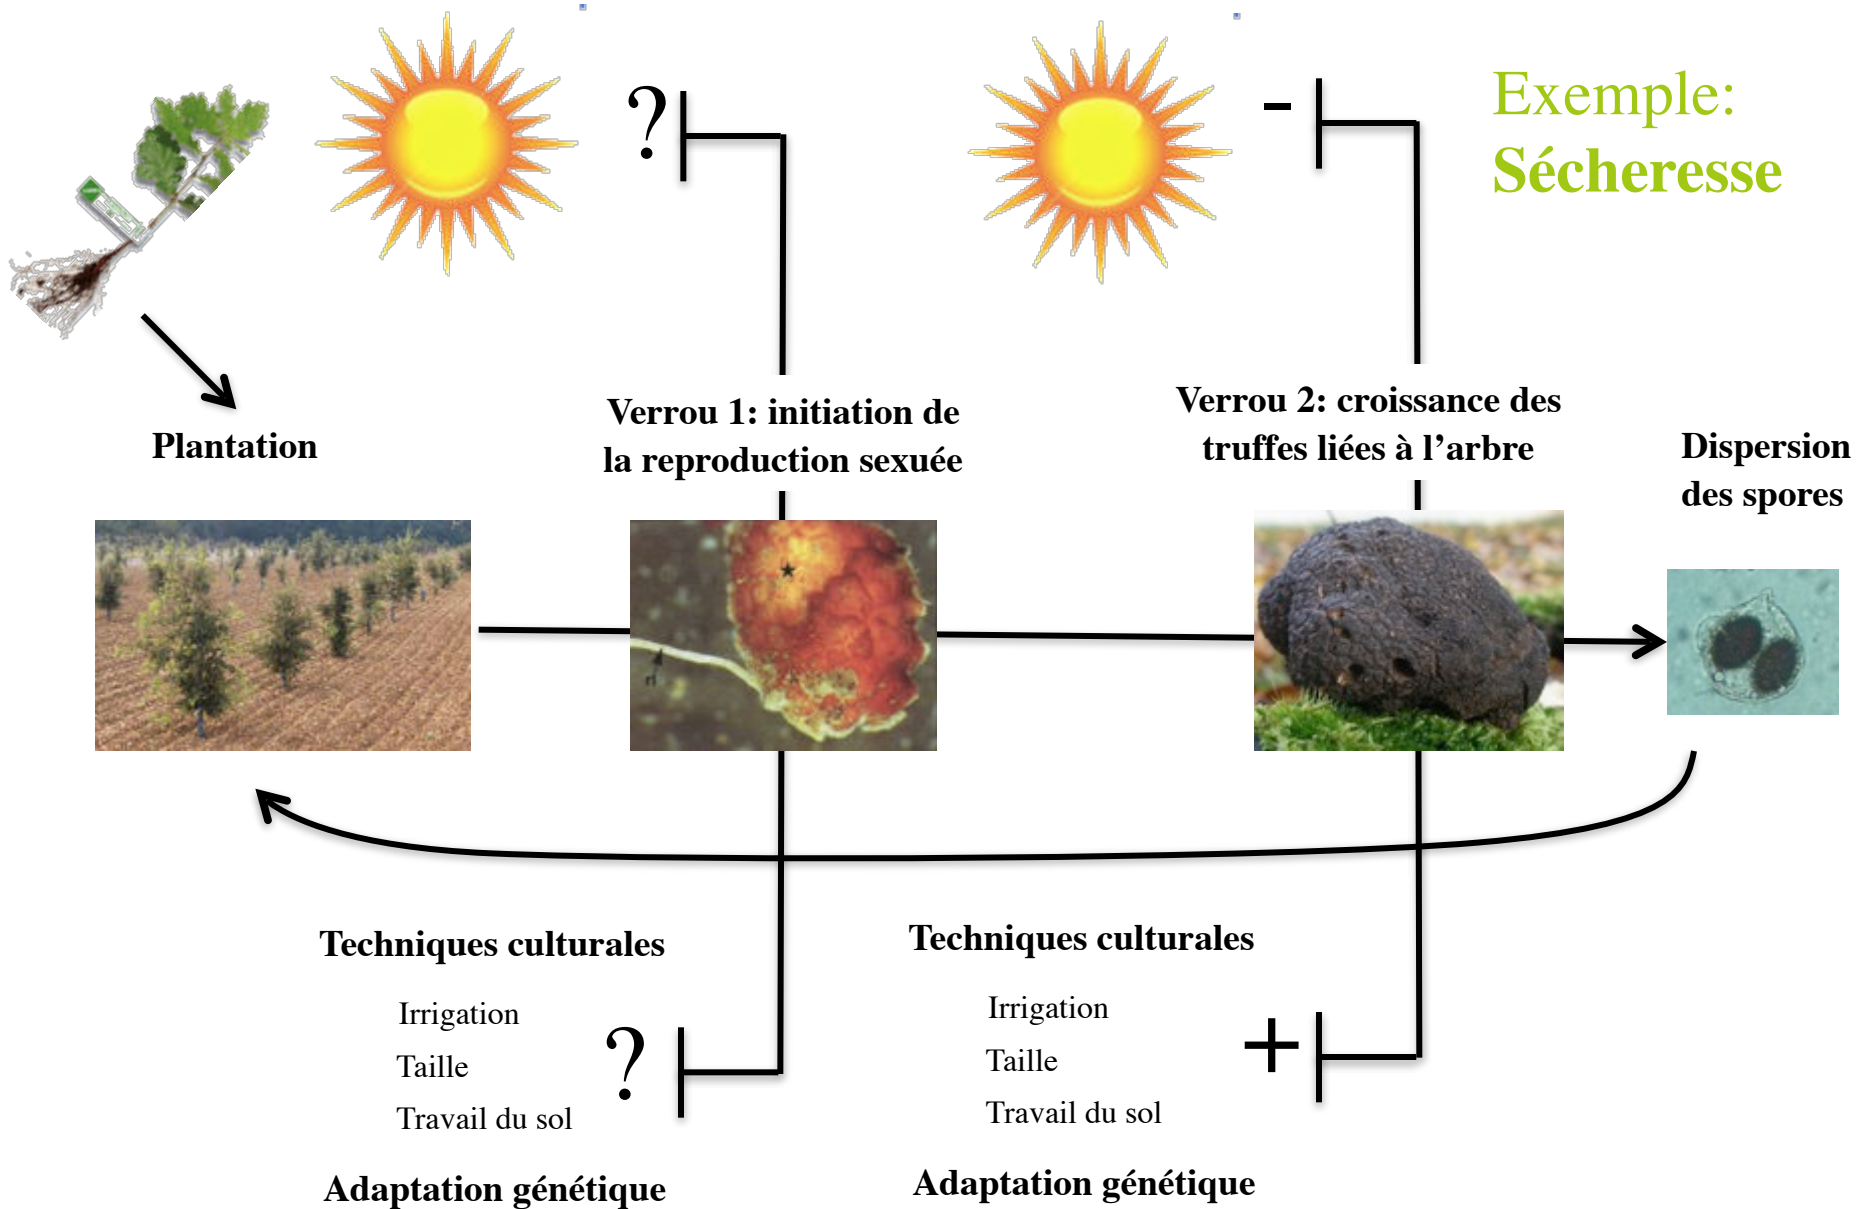 Exemple:
Sécheresse
?
-
Plantation
Verrou 1: initiation de
la reproduction sexuée
Verrou 2: croissance des
truffes liées à l’arbre
Dispersion
des spores
Techniques culturales
Irrigation
Taille
Travail du sol
?
Adaptation génétique
Techniques culturales
Irrigation
Taille
Travail du sol
+
Adaptation génétique